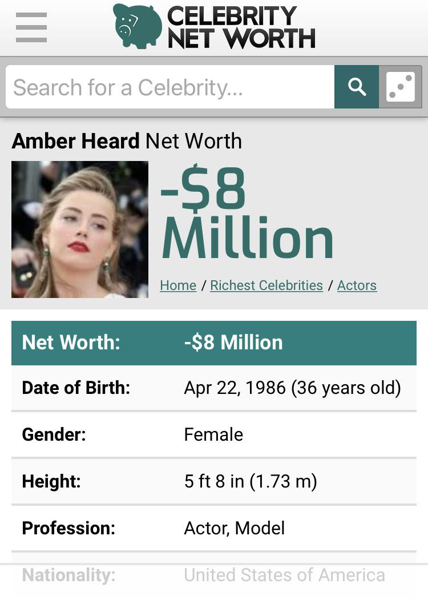 CELEBRITY
NET WORTH
Search for a Celebrity...
Amber Heard Net Worth
-$8
Million
Home / Richest Celebrities / Actors
Net Worth: -$8 Million
Date of Birth: Apr 22, 1986 (36 years old)
Gender: Female
Height: 5 ft 8 in (1.73 m)
Profession: Actor, Model
Nationality: United States of America